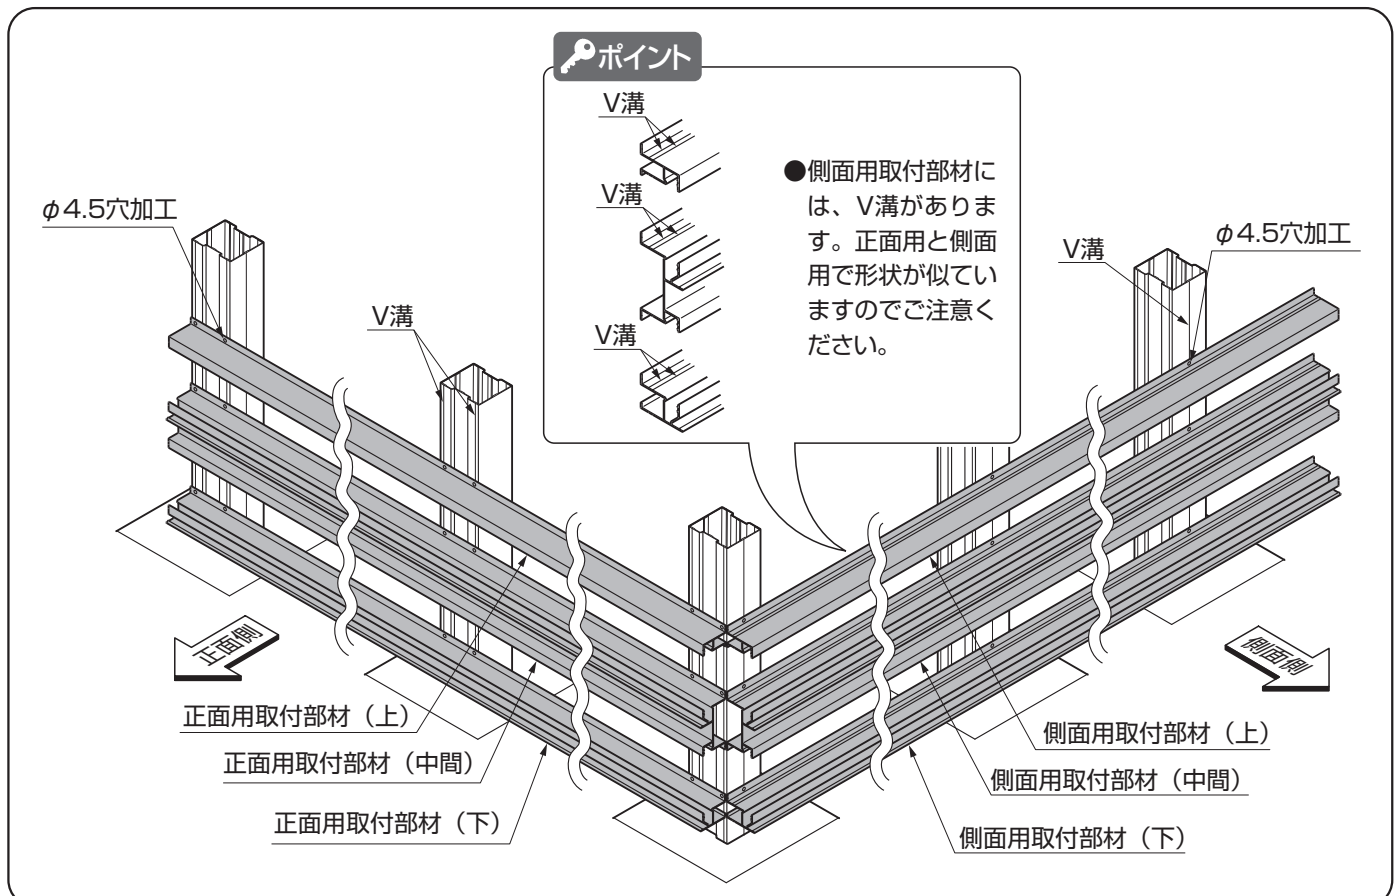 ポイント
V溝
V溝
V溝
●側面用取付部材に
は、V溝がありま
す。正面用と側面
用で形状が似てい
ますのでご注意く
ださい。
φ4.5穴加工
V溝
V溝
φ4.5穴加工
正面側
側面側
正面用取付部材（上）
正面用取付部材（中間）
正面用取付部材（下）
側面用取付部材（上）
側面用取付部材（中間）
側面用取付部材（下）